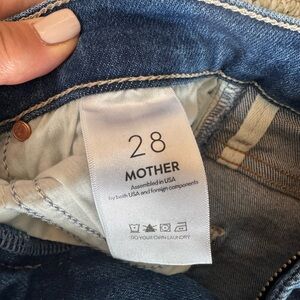 28
MOTHER
Assembled in USA
by both USA and foreign components
DO YOUR OWN LAUNDRY